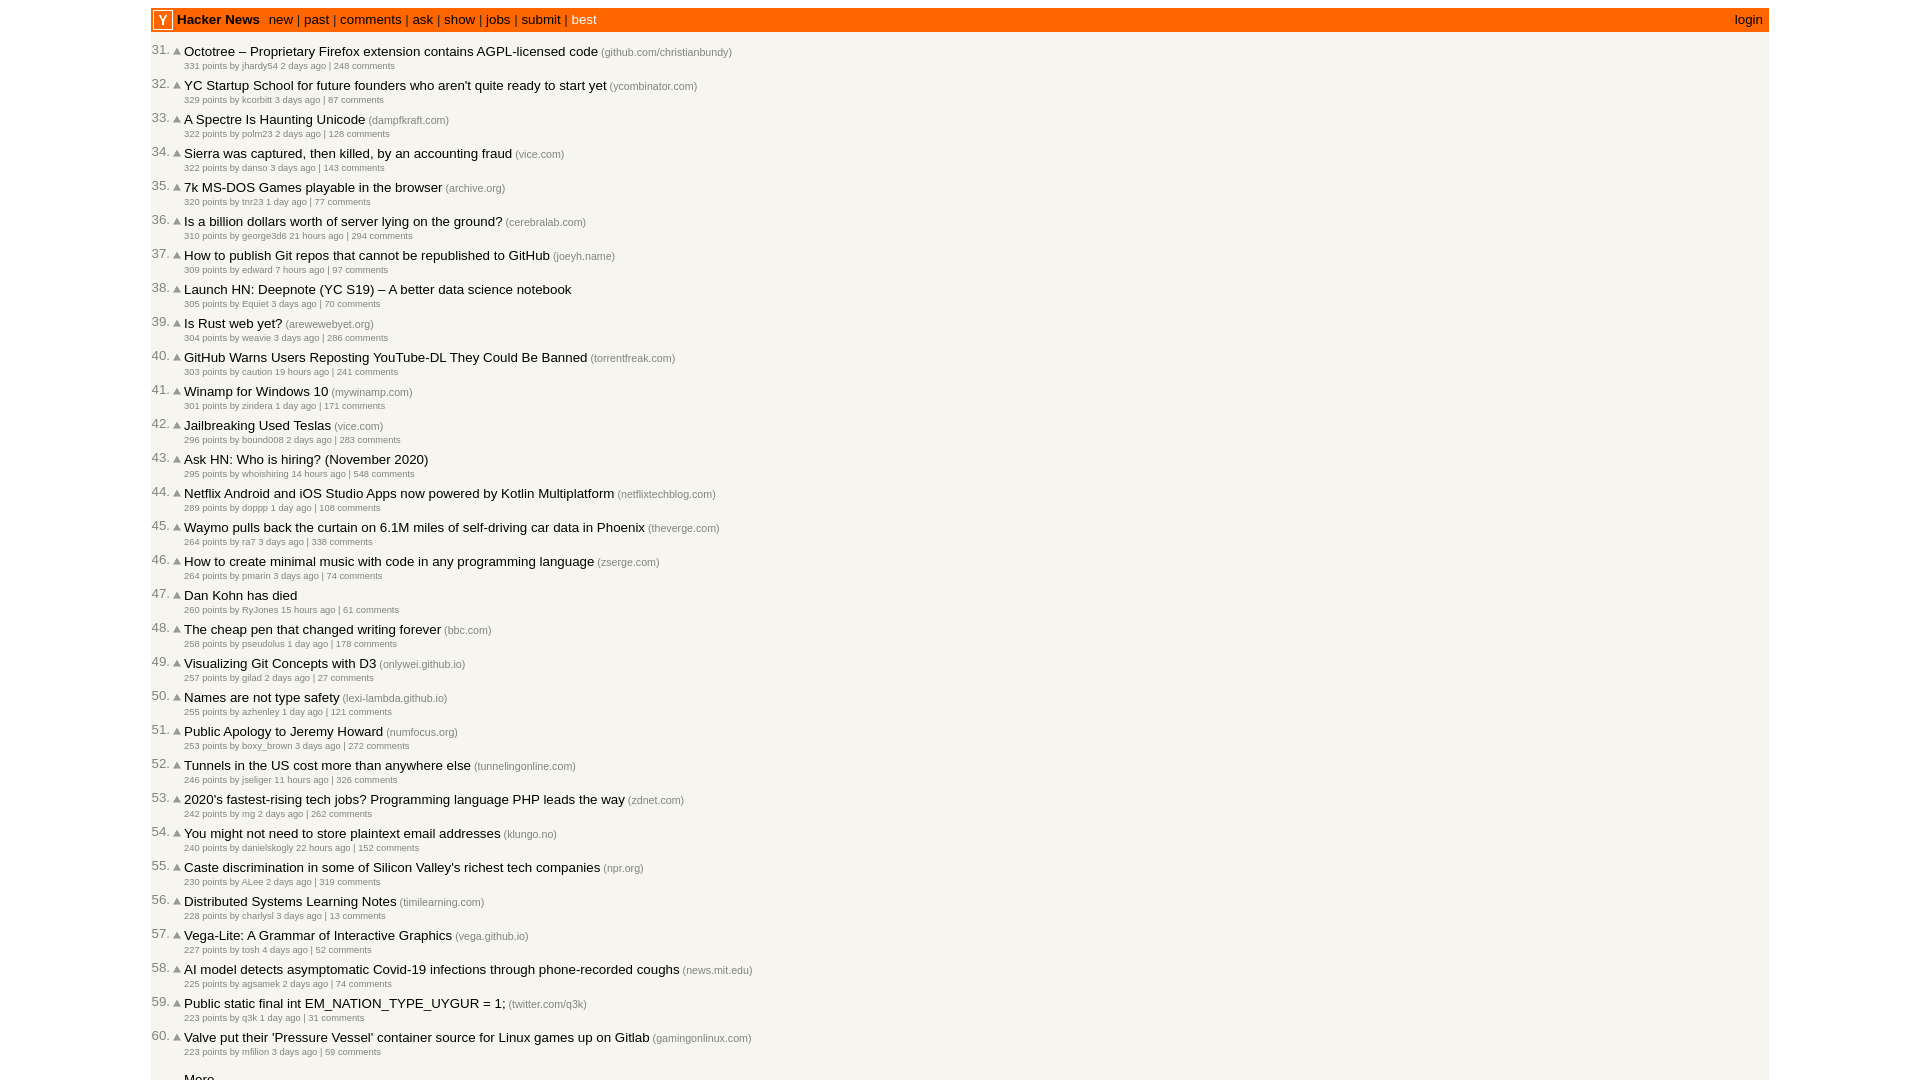 Y Hacker News new | past | comments | ask | show | jobs | submit | best login
31. Octotree – Proprietary Firefox extension contains AGPL-licensed code (github.com/christianbundy)
331 points by jhardy54 2 days ago | 248 comments
32. YC Startup School for future founders who aren't quite ready to start yet (ycombinator.com)
329 points by kcorbitt 3 days ago | 87 comments
33. A Spectre Is Haunting Unicode (dampfkraft.com)
322 points by polm23 2 days ago | 128 comments
34. Sierra was captured, then killed, by an accounting fraud (vice.com)
322 points by danso 3 days ago | 143 comments
35. 7k MS-DOS Games playable in the browser (archive.org)
320 points by tnr23 1 day ago | 77 comments
36. Is a billion dollars worth of server lying on the ground? (cerebralab.com)
310 points by george3d6 21 hours ago | 294 comments
37. How to publish Git repos that cannot be republished to GitHub (joeyh.name)
309 points by edward 7 hours ago | 97 comments
38. Launch HN: Deepnote (YC S19) – A better data science notebook
305 points by Equiet 3 days ago | 70 comments
39. Is Rust web yet? (arewewebyet.org)
304 points by weavie 3 days ago | 286 comments
40. GitHub Warns Users Reposting YouTube-DL They Could Be Banned (torrentfreak.com)
303 points by caution 19 hours ago | 241 comments
41. Winamp for Windows 10 (mywinamp.com)
301 points by zindera 1 day ago | 171 comments
42. Jailbreaking Used Teslas (vice.com)
296 points by bound008 2 days ago | 283 comments
43. Ask HN: Who is hiring? (November 2020)
295 points by whoishiring 14 hours ago | 548 comments
44. Netflix Android and iOS Studio Apps now powered by Kotlin Multiplatform (netflixtechblog.com)
289 points by doppp 1 day ago | 108 comments
45. Waymo pulls back the curtain on 6.1M miles of self-driving car data in Phoenix (theverge.com)
264 points by ra7 3 days ago | 338 comments
46. How to create minimal music with code in any programming language (zserge.com)
264 points by pmarin 3 days ago | 74 comments
47. Dan Kohn has died
260 points by RyJones 15 hours ago | 61 comments
48. The cheap pen that changed writing forever (bbc.com)
258 points by pseudolus 1 day ago | 178 comments
49. Visualizing Git Concepts with D3 (onlywei.github.io)
257 points by gilad 2 days ago | 27 comments
50. Names are not type safety (lexi-lambda.github.io)
255 points by azhenley 1 day ago | 121 comments
51. Public Apology to Jeremy Howard (numfocus.org)
253 points by boxy_brown 3 days ago | 272 comments
52. Tunnels in the US cost more than anywhere else (tunnelingonline.com)
246 points by jseliger 11 hours ago | 326 comments
53. 2020's fastest-rising tech jobs? Programming language PHP leads the way (zdnet.com)
242 points by mg 2 days ago | 262 comments
54. You might not need to store plaintext email addresses (klungo.no)
240 points by danielskogly 22 hours ago | 152 comments
55. Caste discrimination in some of Silicon Valley's richest tech companies (npr.org)
230 points by ALee 2 days ago | 319 comments
56. Distributed Systems Learning Notes (timilearning.com)
228 points by charlysl 3 days ago | 13 comments
57. Vega-Lite: A Grammar of Interactive Graphics (vega.github.io)
227 points by tosh 4 days ago | 52 comments
58. AI model detects asymptomatic Covid-19 infections through phone-recorded coughs (news.mit.edu)
225 points by agsamek 2 days ago | 74 comments
59. Public static final int EM_NATION_TYPE_UYGUR = 1; (twitter.com/q3k)
223 points by q3k 1 day ago | 31 comments
60. Valve put their 'Pressure Vessel' container source for Linux games up on Gitlab (gamingonlinux.com)
223 points by mfilion 3 days ago | 59 comments
More